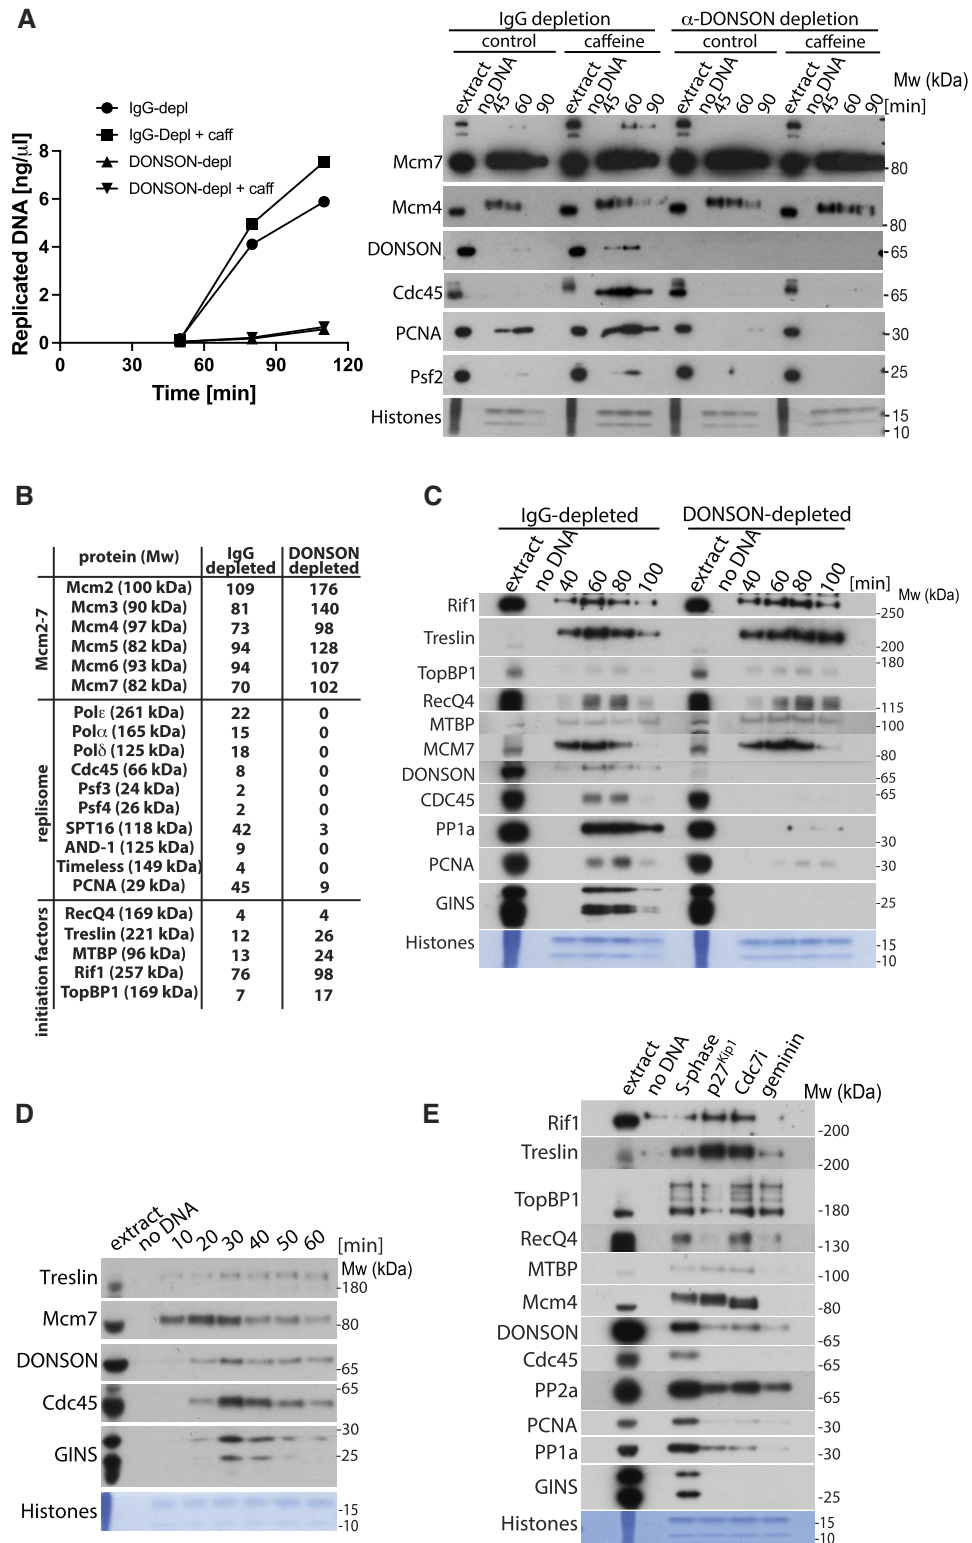 A
IgG-depl
IgG-Depl + caff
DONSON-depl
DONSON-depl + caff
Replicated DNA [ng/µl]
8
6
4
2
0
0 30 60 90 120
Time [min]
IgG depletion α-DONSON depletion
control caffeine control caffeine
extract no DNA 45 60 90 extract no DNA 45 60 90 extract no DNA 45 60 90 extract no DNA 45 60 90 [min]
Mw (kDa)
Mcm7 80
Mcm4 80
DONSON 65
Cdc45 65
PCNA 30
Psf2 25
Histones 15
10
B
protein (Mw) IgG depleted DONSON depleted
Mcm2-7
Mcm2 (100 kDa) 109 176
Mcm3 (90 kDa) 81 140
Mcm4 (97 kDa) 73 98
Mcm5 (82 kDa) 94 128
Mcm6 (93 kDa) 94 107
Mcm7 (82 kDa) 70 102
replisome
Polε (261 kDa) 22 0
Polα (165 kDa) 15 0
Polδ (125 kDa) 18 0
Cdc45 (66 kDa) 8 0
Psf3 (24 kDa) 2 0
Psf4 (26 kDa) 2 0
SPT16 (118 kDa) 42 3
AND-1 (125 kDa) 9 0
Timeless (149 kDa) 4 0
PCNA (29 kDa) 45 9
initiation factors
RecQ4 (169 kDa) 4 4
Treslin (221 kDa) 12 26
MTBP (96 kDa) 13 24
Rif1 (257 kDa) 76 98
TopBP1 (169 kDa) 7 17
C
IgG-depleted DONSON-depleted
extract no DNA 40 60 80 100 extract no DNA 40 60 80 100 [min]
Mw (kDa)
Rif1 -250
Treslin -200
-180
TopBP1
RecQ4 -115
MTBP -100
MCM7 -80
DONSON -65
CDC45 -65
PP1a -30
PCNA -30
GINS -25
Histones -15
-10
D
extract no DNA 10 20 30 40 50 60 [min]
Mw (kDa)
Treslin -180
Mcm7 -80
DONSON -65
-65
Cdc45
-30
GINS -25
Histones -15
-10
E
extract no DNA S-phase p27Kip1 Cdc7i geminin
Mw (kDa)
Rif1 -200
Treslin -200
TopBP1 -180
RecQ4 -130
MTBP -100
Mcm4 -80
DONSON -65
Cdc45 -65
PP2a -65
PCNA -30
PP1a -30
GINS -25
Histones -15
-10